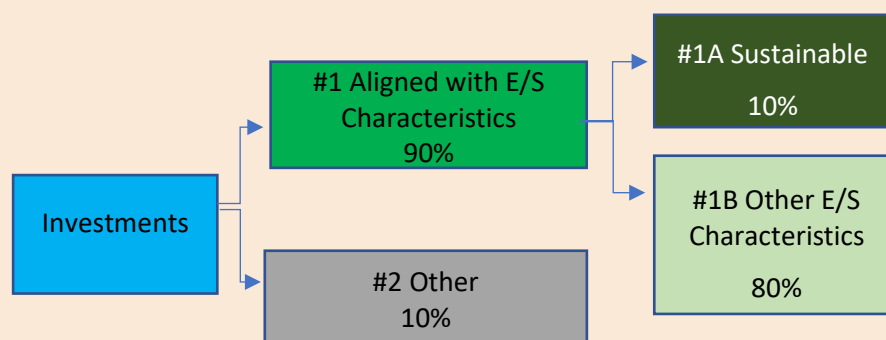 Investments
#1 Aligned with E/S
Characteristics
90%
#2 Other
10%
#1A Sustainable
10%
#1B Other E/S
Characteristics
80%